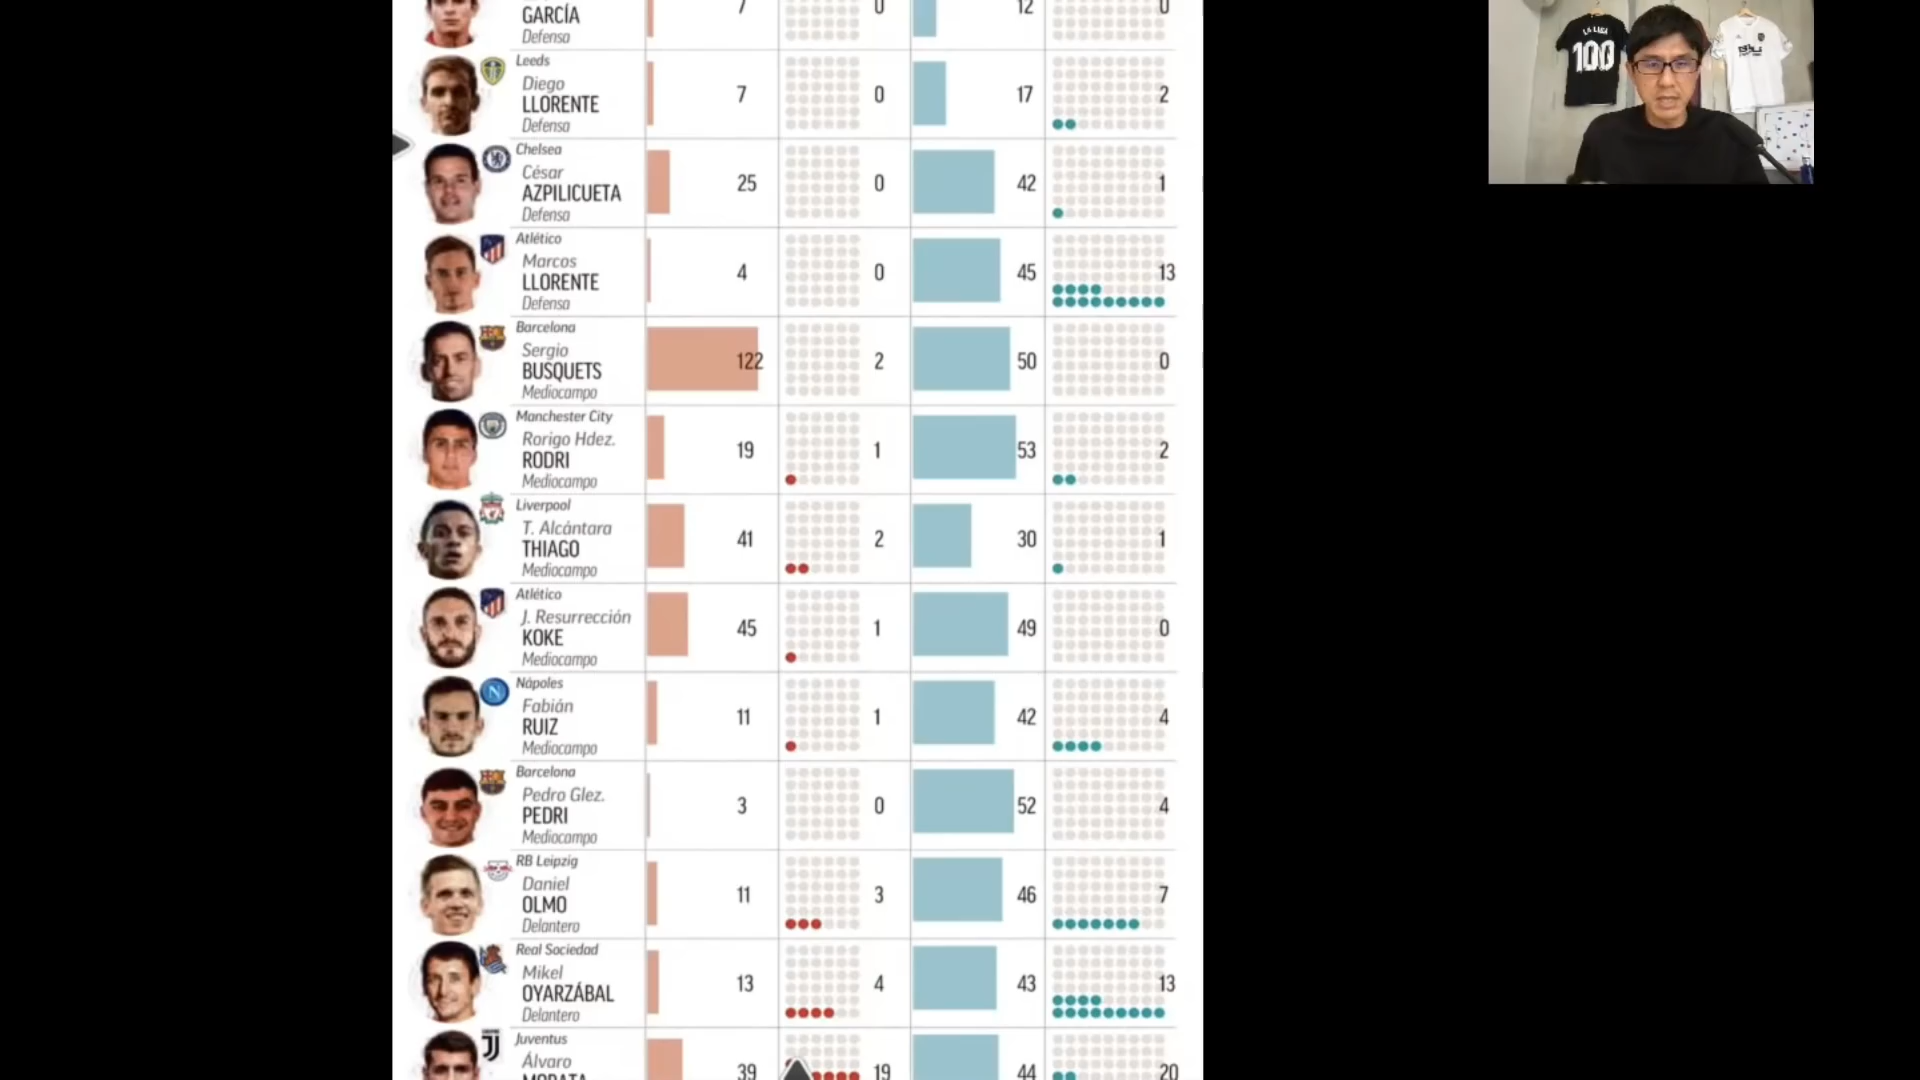 GARCÍA
7 0 12 0
Defensa
Leeds
Diego
LLORENTE
7 0 17 2
Defensa
Chelsea
César
AZPILICUETA
25 0 42 1
Defensa
Atlético
Marcos
LLORENTE
4 0 45 13
Defensa
Barcelona
Sergio
BUSQUETS
122 2 50 0
Mediocampo
Manchester City
Rorigo Hdez.
RODRI
19 1 53 2
Mediocampo
Liverpool
T. Alcántara
THIAGO
41 2 30 1
Mediocampo
Atlético
J. Resurrección
KOKE
45 1 49 0
Mediocampo
Nápoles
Fabián
RUIZ
11 1 42 4
Mediocampo
Barcelona
Pedro Glez.
PEDRI
3 0 52 4
Mediocampo
RB Leipzig
Daniel
OLMO
11 3 46 7
Delantero
Real Sociedad
Mikel
OYARZÁBAL
13 4 43 13
Delantero
Juventus
Álvaro
MORATA
39 19 44 20
LA LIGA
100